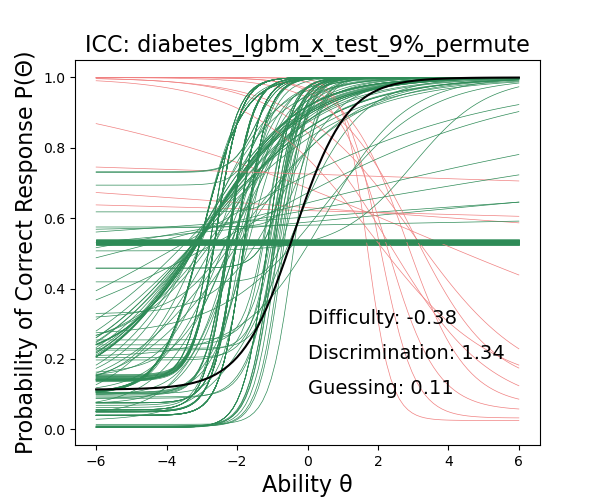 ICC: diabetes_lgbm_x_test_9%_permute
Probability of Correct Response P(Θ)
1.0
0.8
0.6
0.4
0.2
0.0
Difficulty: -0.38
Discrimination: 1.34
Guessing: 0.11
−6 −4 −2 0 2 4 6
Ability θ